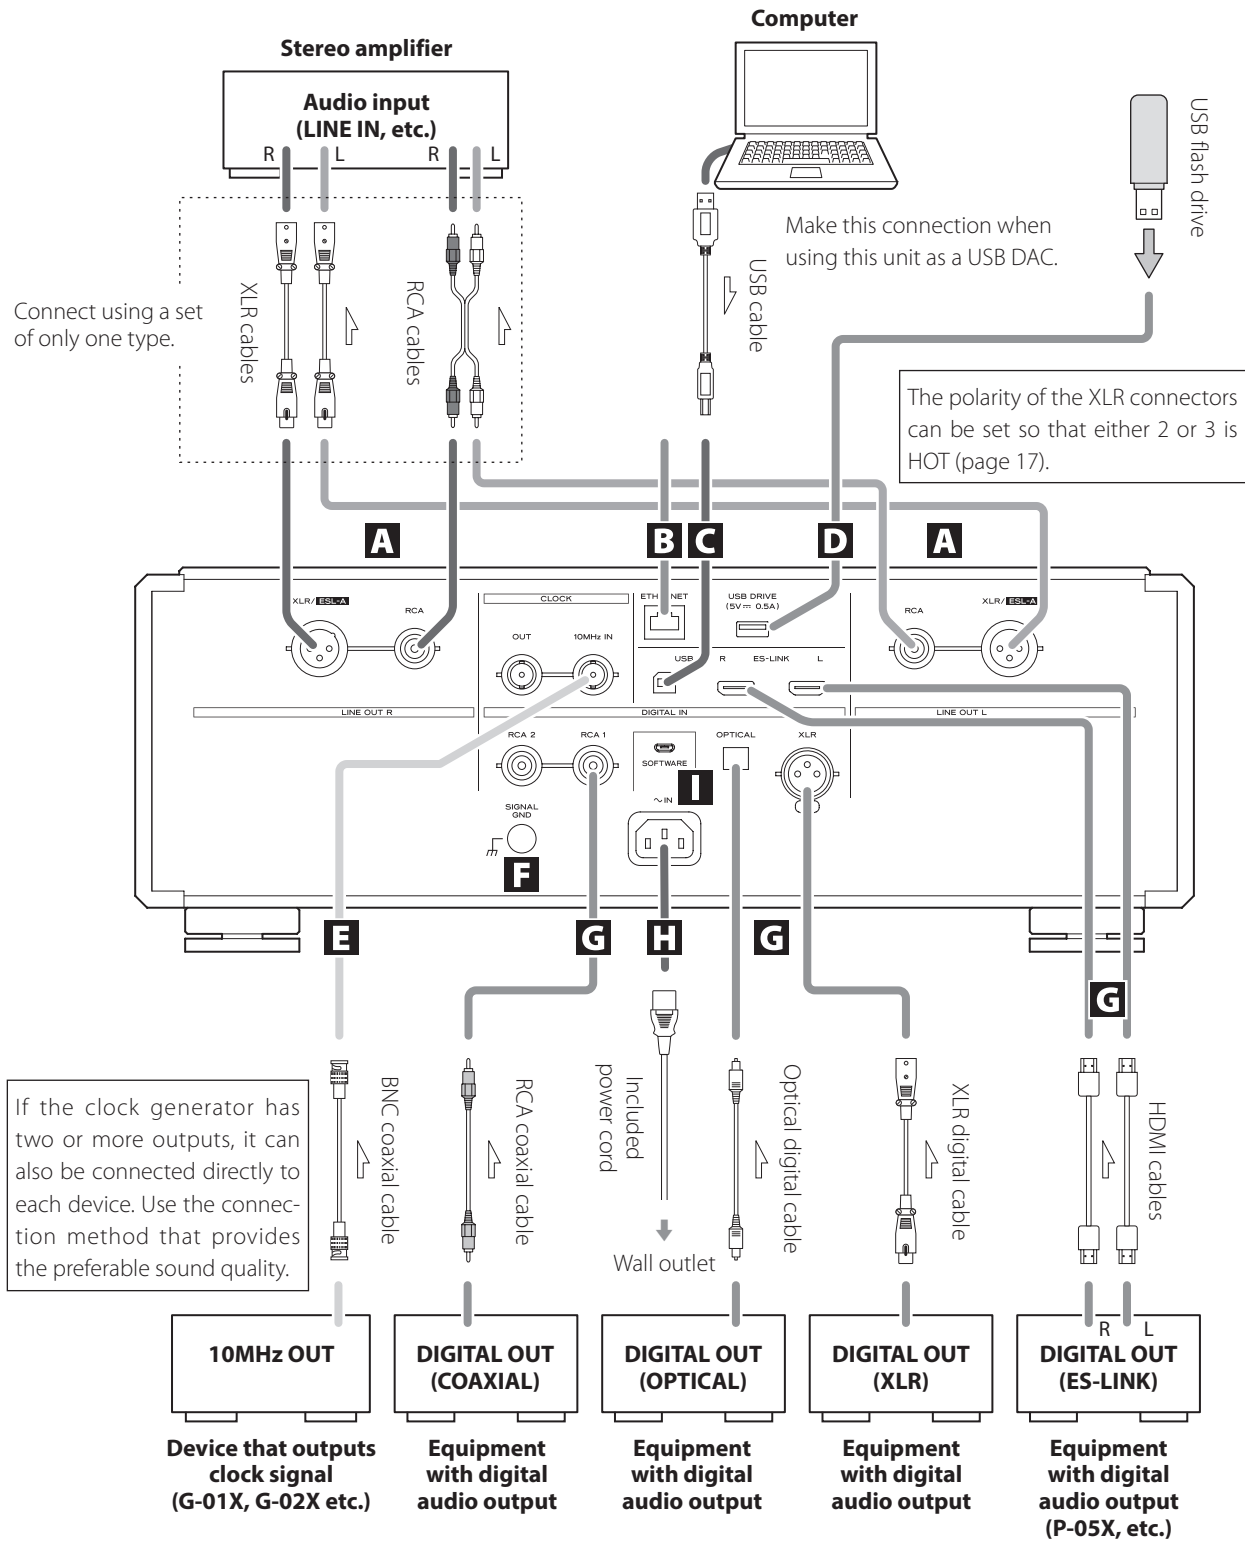 Computer
Stereo amplifier
Audio input
(LINE IN, etc.)
R
L
R
L
USB flash drive
Make this connection when
using this unit as a USB DAC.
USB cable
Connect using a set
of only one type.
XLR cables
RCA cables
The polarity of the XLR connectors
can be set so that either 2 or 3 is
HOT (page 17).
A
B
C
D
A
XLR/ESL-A
RCA
CLOCK
OUT
10MHz IN
ETHERNET
USB DRIVE
(5V⎓ 0.5A)
RCA
XLR/ESL-A
USB
R
ES-LINK
L
LINE OUT R
DIGITAL IN
LINE OUT L
RCA 2
RCA 1
SOFTWARE
OPTICAL
XLR
I
SIGNAL
GND
~IN
F
E
G
H
G
G
BNC coaxial cable
RCA coaxial cable
Included
power cord
Optical digital cable
XLR digital cable
HDMI cables
If the clock generator has
two or more outputs, it can
also be connected directly to
each device. Use the connec-
tion method that provides
the preferable sound quality.
Wall outlet
10MHz OUT
DIGITAL OUT
(COAXIAL)
DIGITAL OUT
(OPTICAL)
DIGITAL OUT
(XLR)
R
L
DIGITAL OUT
(ES-LINK)
Device that outputs
clock signal
(G-01X, G-02X etc.)
Equipment
with digital
audio output
Equipment
with digital
audio output
Equipment
with digital
audio output
Equipment
with digital
audio output
(P-05X, etc.)